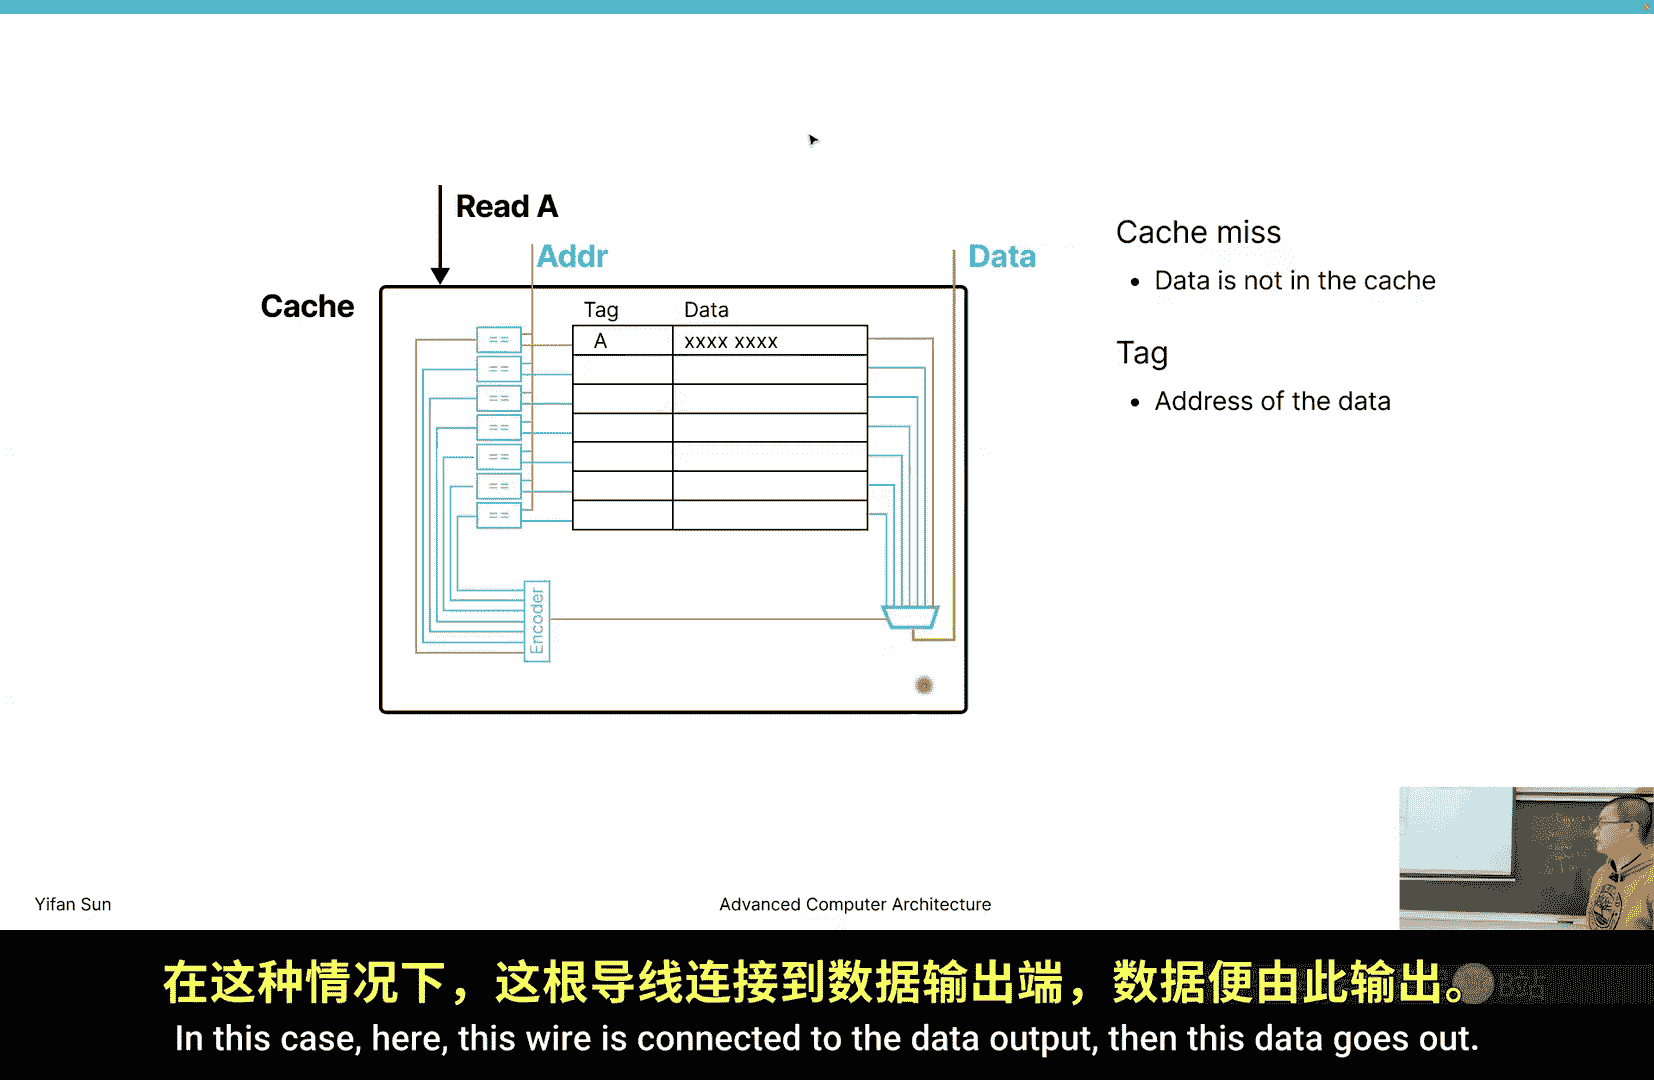 Read A
Addr
Data
Cache
Tag
Data
A
xxxx xxxx
==
==
==
==
==
==
==
Encoder
Cache miss
• Data is not in the cache
Tag
• Address of the data
Yifan Sun
Advanced Computer Architecture
在这种情况下，这根导线连接到数据输出端，数据便由此输出。
B站
In this case, here, this wire is connected to the data output, then this data goes out.